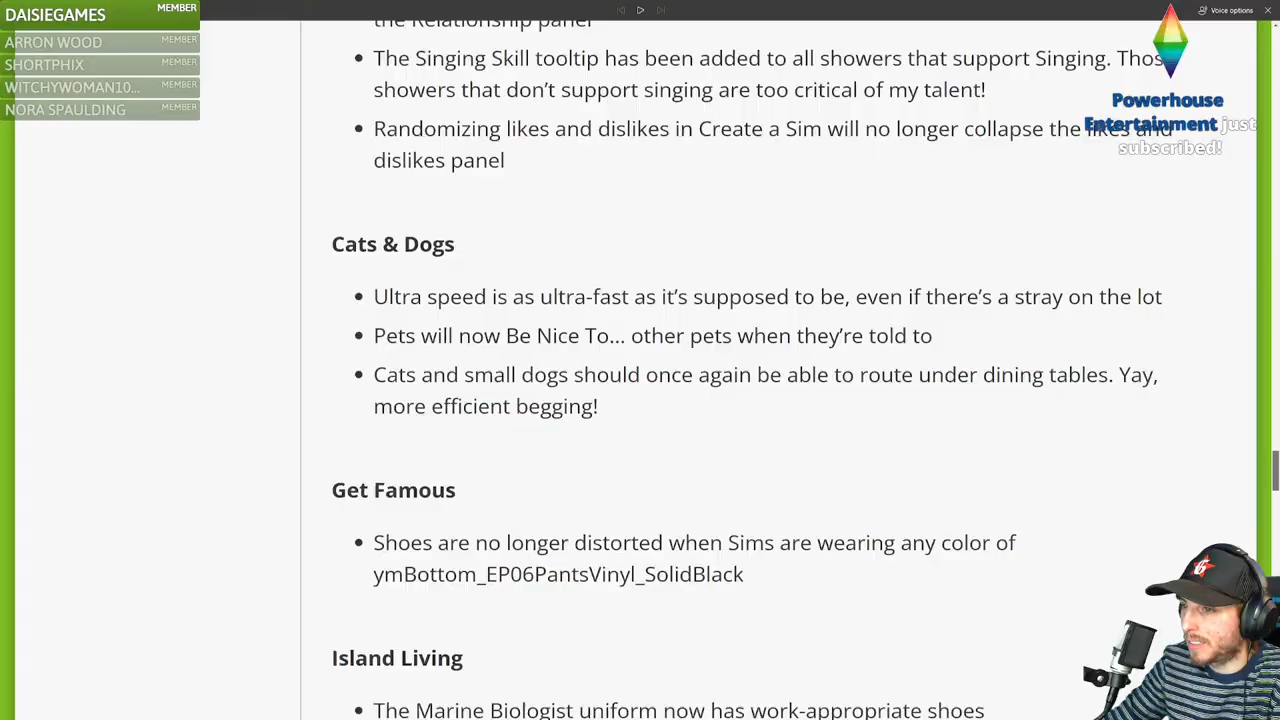 DAISIEGAMES MEMBER
ARRON WOOD MEMBER
SHORTPHIX MEMBER
WITCHYWOMAN10... MEMBER
NORA SPAULDING MEMBER
Voice options
the Relationship panel
• The Singing Skill tooltip has been added to all showers that support Singing. Thos
showers that don’t support singing are too critical of my talent!
Powerhouse
Entertainment just
subscribed!
• Randomizing likes and dislikes in Create a Sim will no longer collapse the likes and
dislikes panel
Cats & Dogs
• Ultra speed is as ultra-fast as it’s supposed to be, even if there’s a stray on the lot
• Pets will now Be Nice To… other pets when they’re told to
• Cats and small dogs should once again be able to route under dining tables. Yay,
more efficient begging!
Get Famous
• Shoes are no longer distorted when Sims are wearing any color of
ymBottom_EP06PantsVinyl_SolidBlack
Island Living
• The Marine Biologist uniform now has work-appropriate shoes